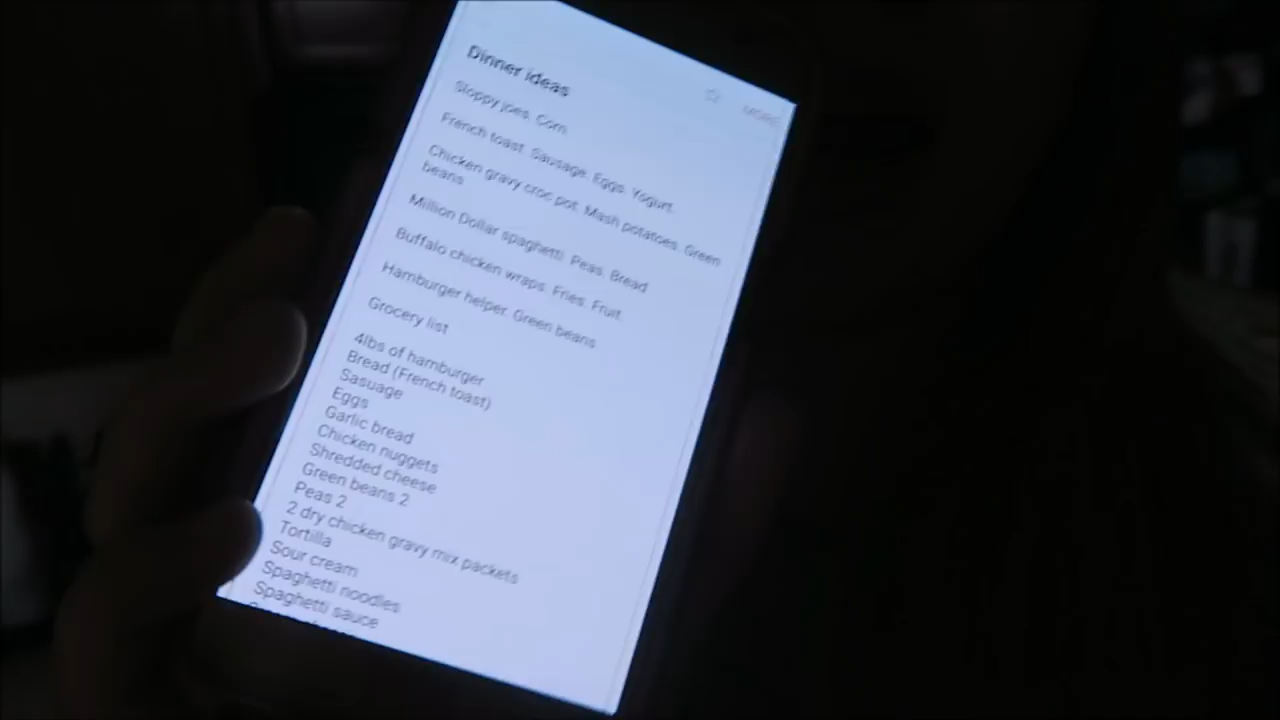 MORE
Dinner ideas
Sloppy joes. Corn.
French toast. Sausage. Eggs. Yogurt.
Chicken gravy croc pot. Mash potatoes. Green
beans
Million Dollar spaghetti. Peas. Bread
Buffalo chicken wraps. Fries. Fruit.
Hamburger helper. Green beans.
Grocery list
4lbs of hamburger
Bread (French toast)
Sasuage
Eggs
Garlic bread
Chicken nuggets
Shredded cheese
Green beans 2
Peas 2
2 dry chicken gravy mix packets
Tortilla
Sour cream
Spaghetti noodles
Spaghetti sauce